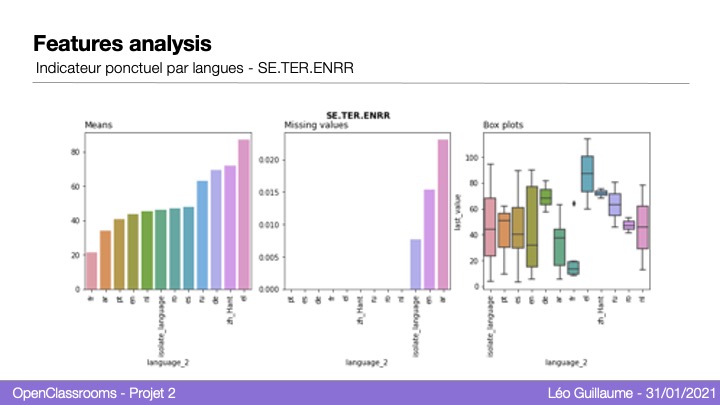 Features analysis
Indicateur ponctuel par langues - SE.TER.ENRR
SE.TER.ENRR
Means
80
60
40
20
0
fr
ar
pt
en
nl
isolate_language
ro
es
ru
de
zh_Hant
el
language_2
Missing values
0.020
0.015
0.010
0.005
0.000
pt
es
de
fr
el
zh_Hant
ru
ro
nl
isolate_language
en
ar
language_2
Box plots
last_value
100
80
60
40
20
0
isolate_language
pt
es
en
de
ar
fr
el
zh_Hant
ru
ro
nl
language_2
OpenClassrooms - Projet 2
Léo Guillaume - 31/01/2021